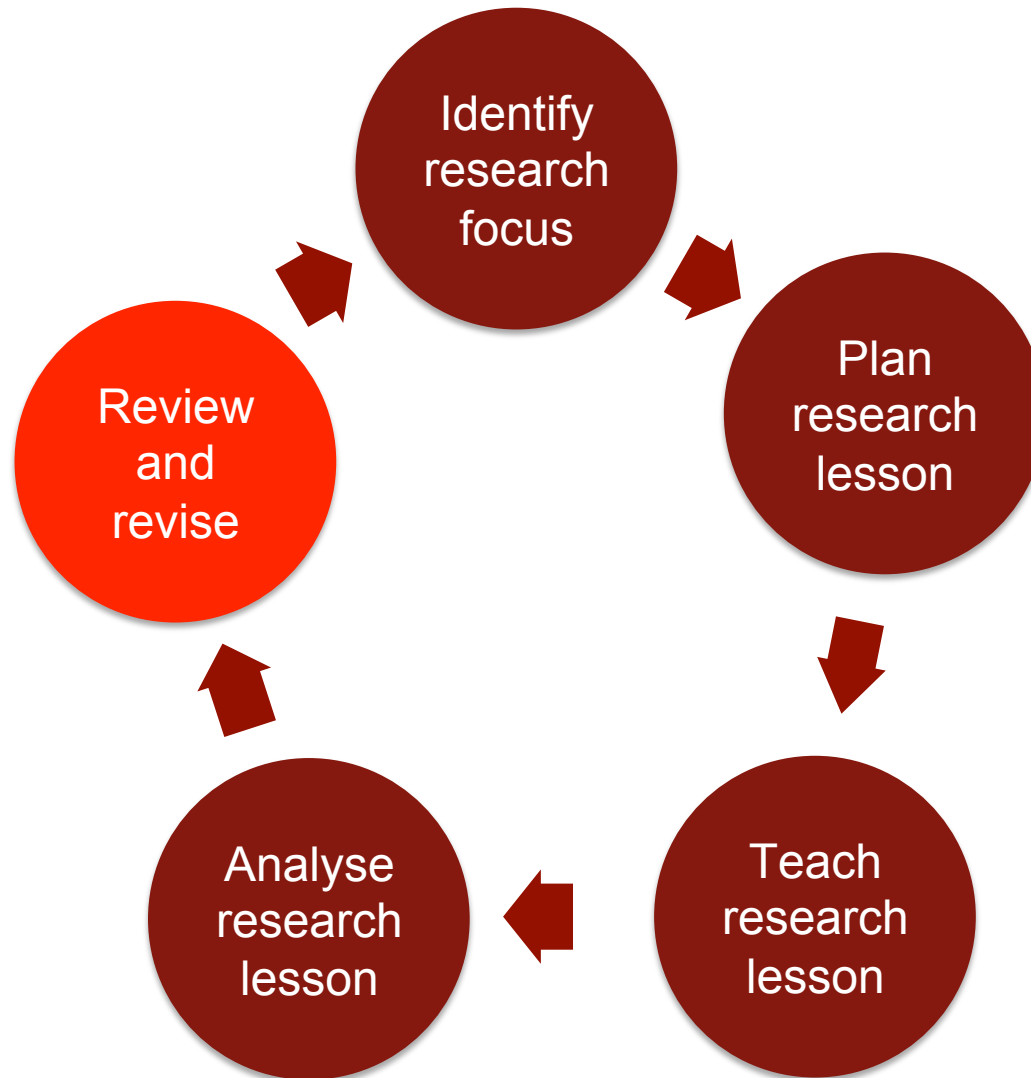 Identify
research
focus
Plan
research
lesson
Teach
research
lesson
Analyse
research
lesson
Review
and
revise